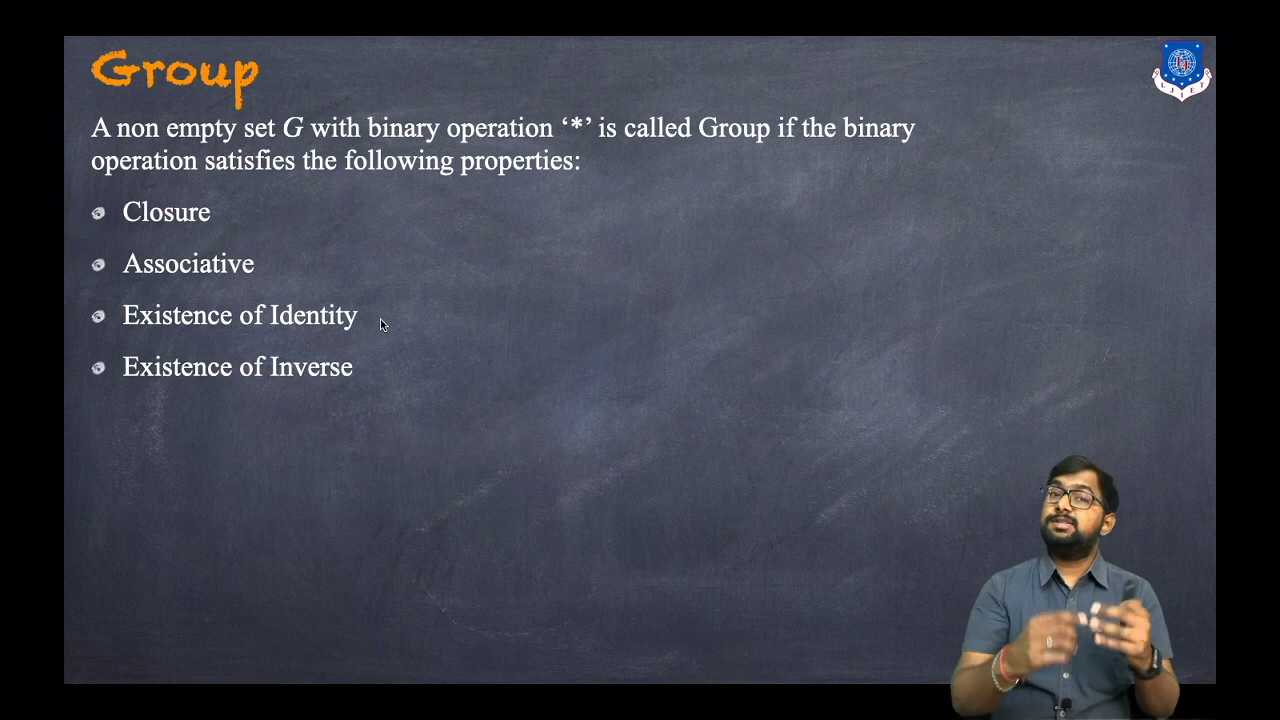 Group
A non empty set G with binary operation ‘*’ is called Group if the binary
operation satisfies the following properties:
Closure
Associative
Existence of Identity
Existence of Inverse
LJIET